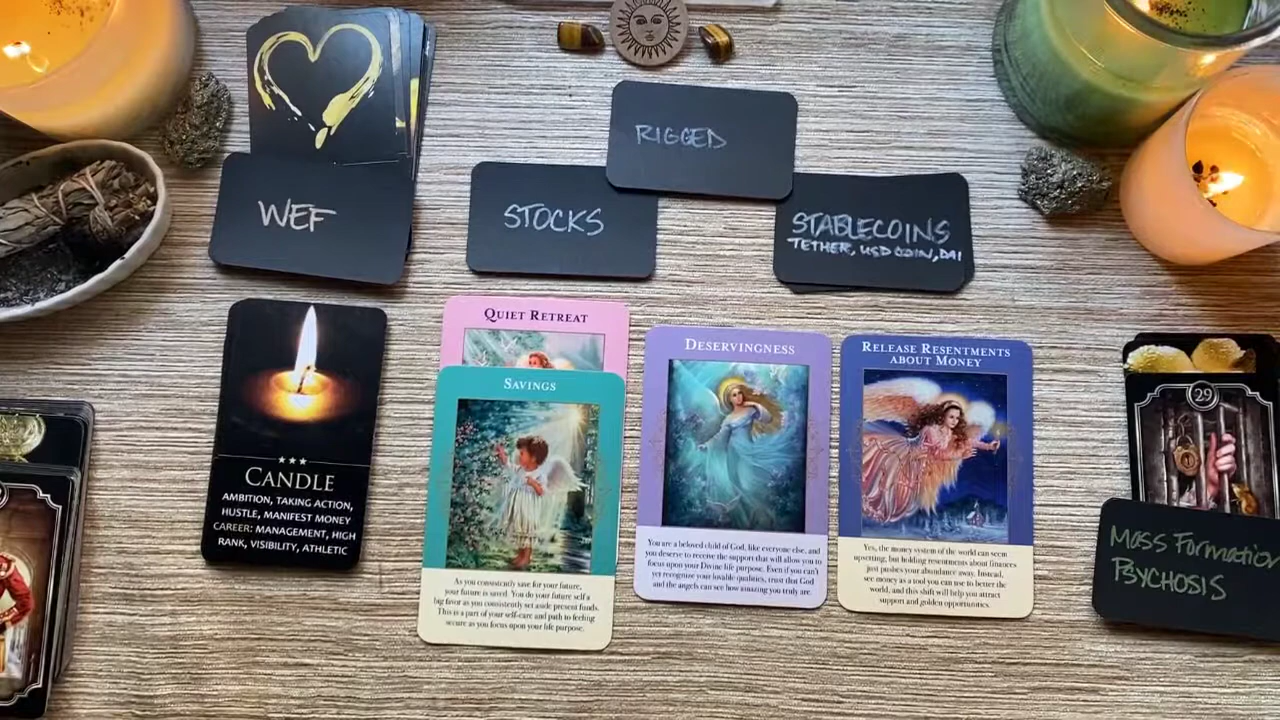 RIGGED
WEF
STOCKS
STABLECOINS
TETHER, USD COIN, DAI
QUIET RETREAT
SAVINGS
As you consistently save for your future,
your future is saved. You do your future self a
big favor as you consistently set aside present funds.
This is a part of your self-care and path to feeling
secure as you focus upon your life purpose.
DESERVINGNESS
You are a beloved child of God, like everyone else, and
you deserve to receive the support that will allow you to
focus upon your Divine life purpose. Even if you can't
yet recognize your lovable qualities, trust that God
and the angels can see how amazing you truly are.
RELEASE RESENTMENTS
ABOUT MONEY
Yes, the money system of the world can seem
upsetting, but holding resentments about finances
just pushes your abundance away. Instead,
see money as a tool you can use to better the
world, and this shift will help you attract
support and golden opportunities.
CANDLE
AMBITION, TAKING ACTION,
HUSTLE, MANIFEST MONEY
CAREER: MANAGEMENT, HIGH
RANK, VISIBILITY, ATHLETIC
29
Mass Formation
PSYCHOSIS